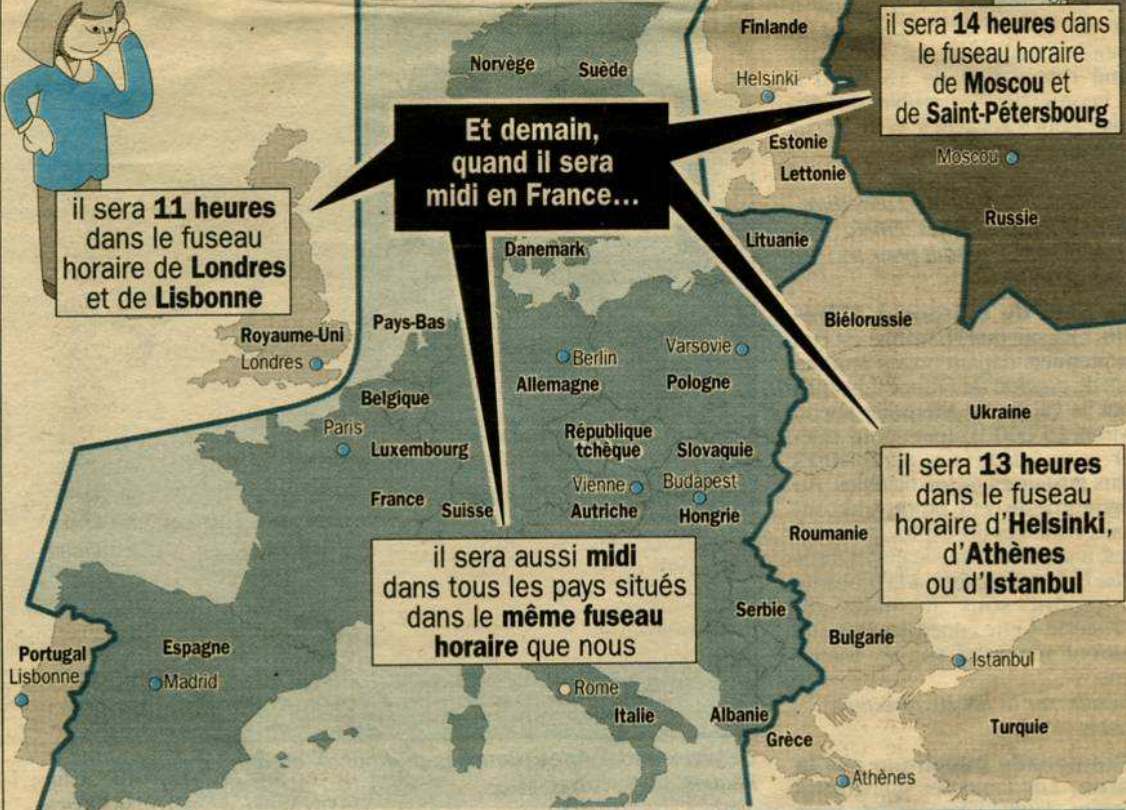 Et demain,
quand il sera
midi en France...
il sera 11 heures
dans le fuseau
horaire de Londres
et de Lisbonne
il sera 14 heures dans
le fuseau horaire
de Moscou et
de Saint-Pétersbourg
il sera 13 heures
dans le fuseau
horaire d'Helsinki,
d'Athènes
ou d'Istanbul
il sera aussi midi
dans tous les pays situés
dans le même fuseau
horaire que nous
Norvège
Suède
Finlande
Helsinki
Estonie
Lettonie
Moscou
Russie
Lituanie
Danemark
Biélorussie
Royaume-Uni
Londres
Pays-Bas
Berlin
Allemagne
Varsovie
Pologne
Belgique
Paris
Luxembourg
République
tchèque
Slovaquie
Ukraine
France
Suisse
Vienne
Autriche
Budapest
Hongrie
Roumanie
Serbie
Bulgarie
Portugal
Lisbonne
Espagne
Madrid
Rome
Italie
Albanie
Grèce
Athènes
Istanbul
Turquie